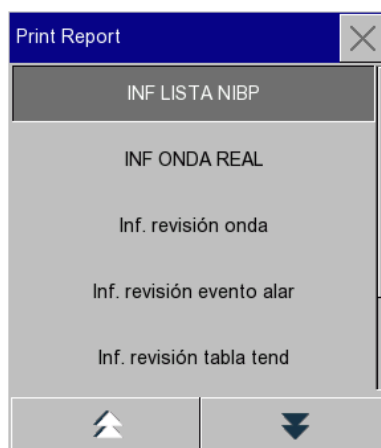 Print Report
INF LISTA NIBP
INF ONDA REAL
Inf. revisión onda
Inf. revisión evento alar
Inf. revisión tabla tend